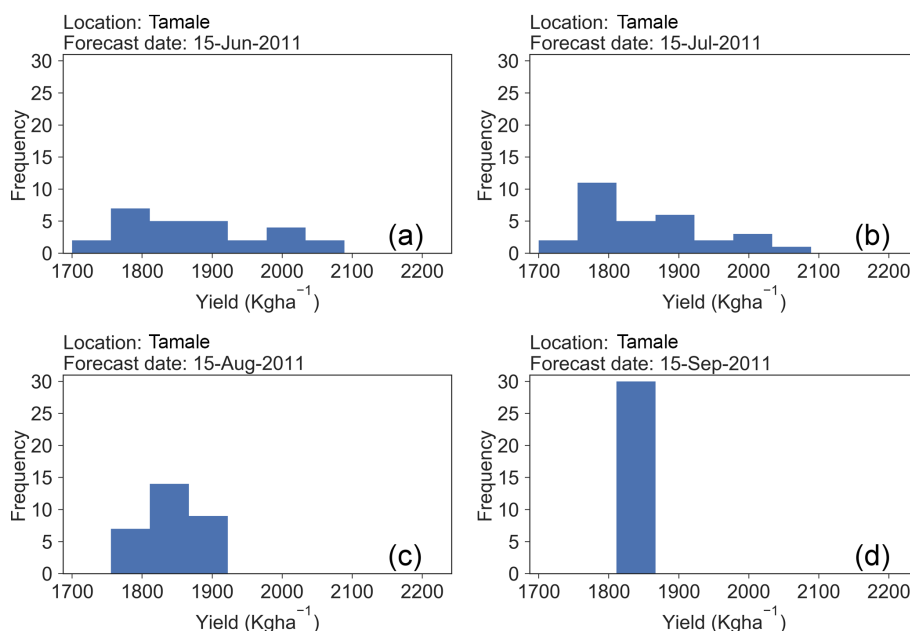 Location: Tamale
Forecast date: 15-Jun-2011
30
25
20
15
10
5
0
Frequency
(a)
1700 1800 1900 2000 2100 2200
Yield (Kgha⁻¹)
Location: Tamale
Forecast date: 15-Jul-2011
30
25
20
15
10
5
0
Frequency
(b)
1700 1800 1900 2000 2100 2200
Yield (Kgha⁻¹)
Location: Tamale
Forecast date: 15-Aug-2011
30
25
20
15
10
5
0
Frequency
(c)
1700 1800 1900 2000 2100 2200
Yield (Kgha⁻¹)
Location: Tamale
Forecast date: 15-Sep-2011
30
25
20
15
10
5
0
Frequency
(d)
1700 1800 1900 2000 2100 2200
Yield (Kgha⁻¹)